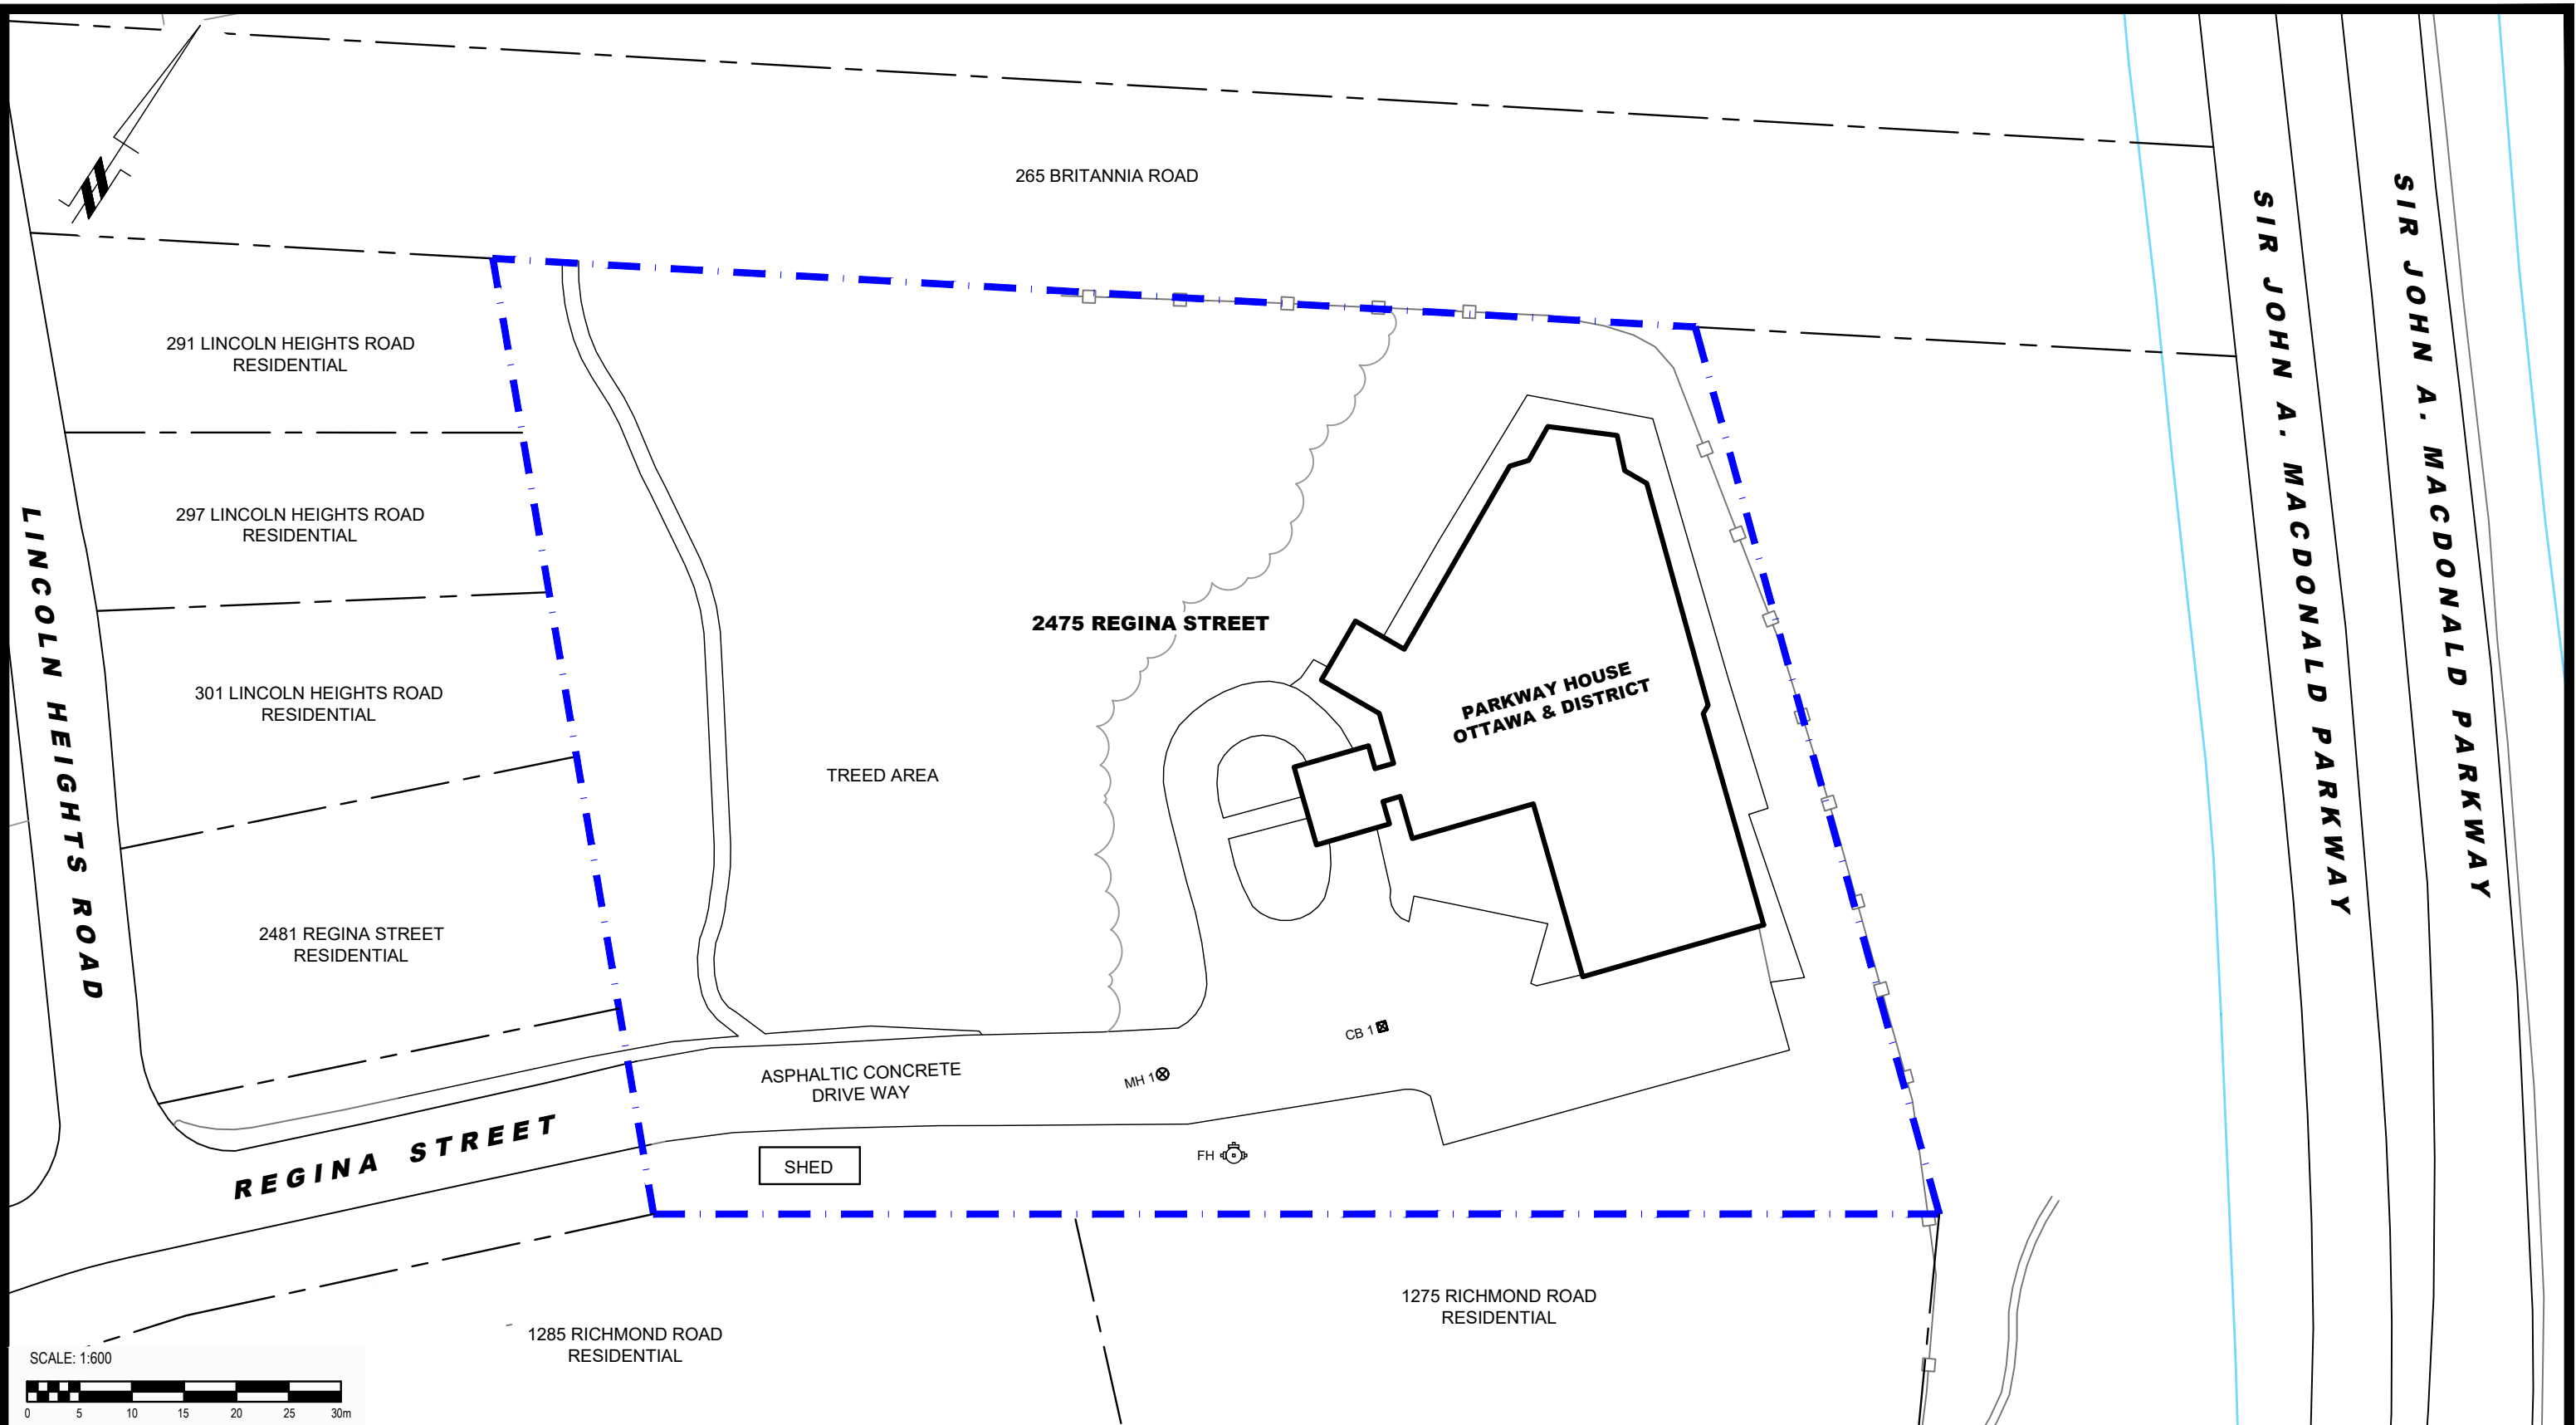 265 BRITANNIA ROAD
SIR JOHN A. MACDONALD PARKWAY
SIR JOHN A. MACDONALD PARKWAY
291 LINCOLN HEIGHTS ROAD
RESIDENTIAL
297 LINCOLN HEIGHTS ROAD
RESIDENTIAL
LINCOLN HEIGHTS ROAD
2475 REGINA STREET
301 LINCOLN HEIGHTS ROAD
RESIDENTIAL
PARKWAY HOUSE
OTTAWA & DISTRICT
TREED AREA
2481 REGINA STREET
RESIDENTIAL
CB 1
ASPHALTIC CONCRETE
DRIVE WAY
MH 1
REGINA STREET
SHED
FH
1275 RICHMOND ROAD
RESIDENTIAL
1285 RICHMOND ROAD
RESIDENTIAL
SCALE: 1:600
0 5 10 15 20 25 30m